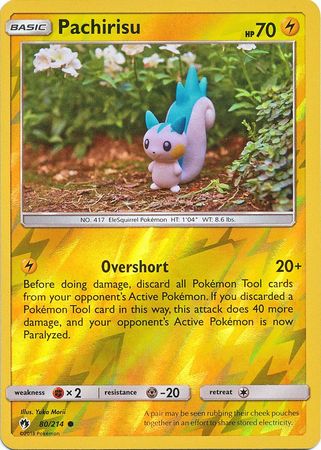 BASIC Pachirisu HP 70
NO. 417 EleSquirrel Pokémon HT: 1'04" WT: 8.6 lbs.
Overshort 20+
Before doing damage, discard all Pokémon Tool
cards from your opponent's Active Pokémon. If you discarded
a Pokémon Tool card in this way, this attack does 40 more
damage, and your opponent's Active Pokémon is now
Paralyzed.
weakness × 2 resistance -20 retreat
Illus. Yuka Morii
80/214
©2018 Pokémon
A pair may be seen rubbing their cheek pouches
together in an effort to share stored electricity.